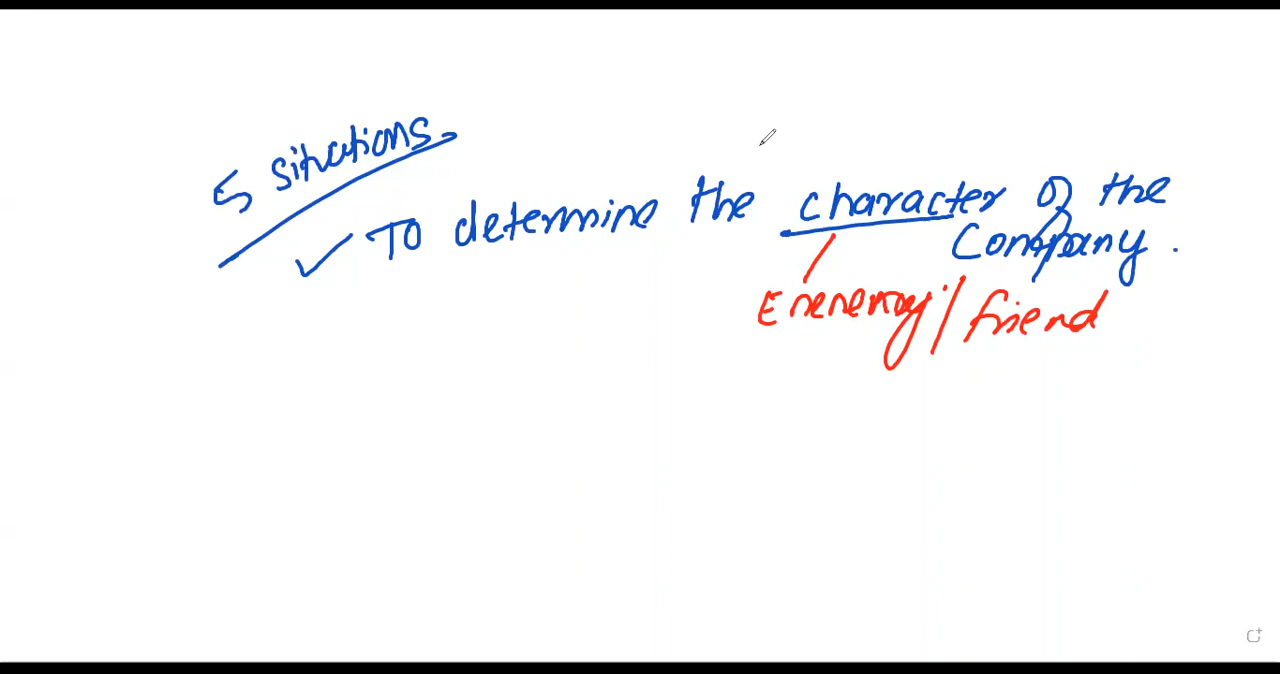 5 situations
To determine the character of the
Company.
Enenemy / friend